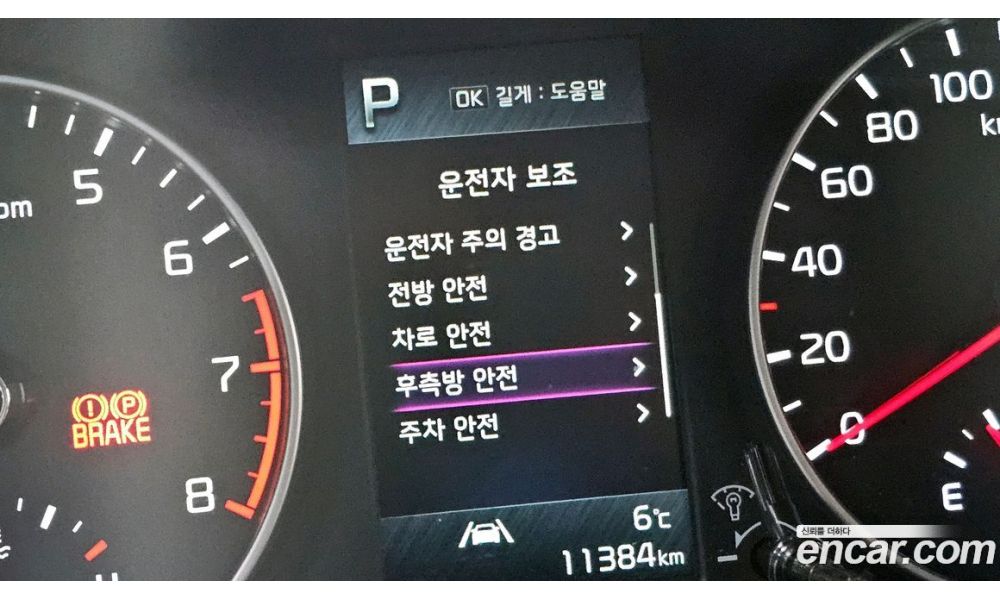 P
OK 길게 : 도움말
운전자 보조
운전자 주의 경고
전방 안전
차로 안전
후측방 안전
주차 안전
6℃
11384km
5
6
7
8
BRAKE
P
100
80
60
40
20
0
E
신뢰를 더하다
encar.com